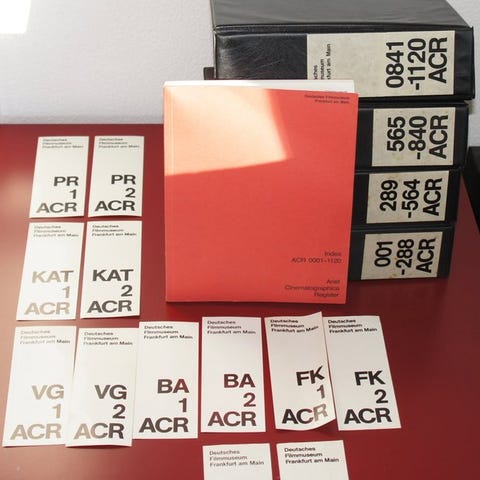 0841
-1120
ACR
565
-840
ACR
289
-564
ACR
001
-288
ACR
Deutsches Filmmuseum
Frankfurt am Main
Index
ACR 0001-1120
Ariel
Cinematographica
Register
Deutsches
Filmmuseum
Frankfurt am Main
PR
1
ACR
Deutsches
Filmmuseum
Frankfurt am Main
PR
2
ACR
Deutsches
Filmmuseum
Frankfurt am Main
KAT
1
ACR
Deutsches
Filmmuseum
Frankfurt am Main
KAT
2
ACR
Deutsches
Filmmuseum
Frankfurt am Main
VG
1
ACR
Deutsches
Filmmuseum
Frankfurt am Main
VG
2
ACR
Deutsches
Filmmuseum
Frankfurt am Main
BA
1
ACR
Deutsches
Filmmuseum
Frankfurt am Main
BA
2
ACR
Deutsches
Filmmuseum
Frankfurt am Main
FK
1
ACR
Deutsches
Filmmuseum
Frankfurt am Main
FK
2
ACR
Deutsches
Filmmuseum
Frankfurt am Main
Deutsches
Filmmuseum
Frankfurt am Main